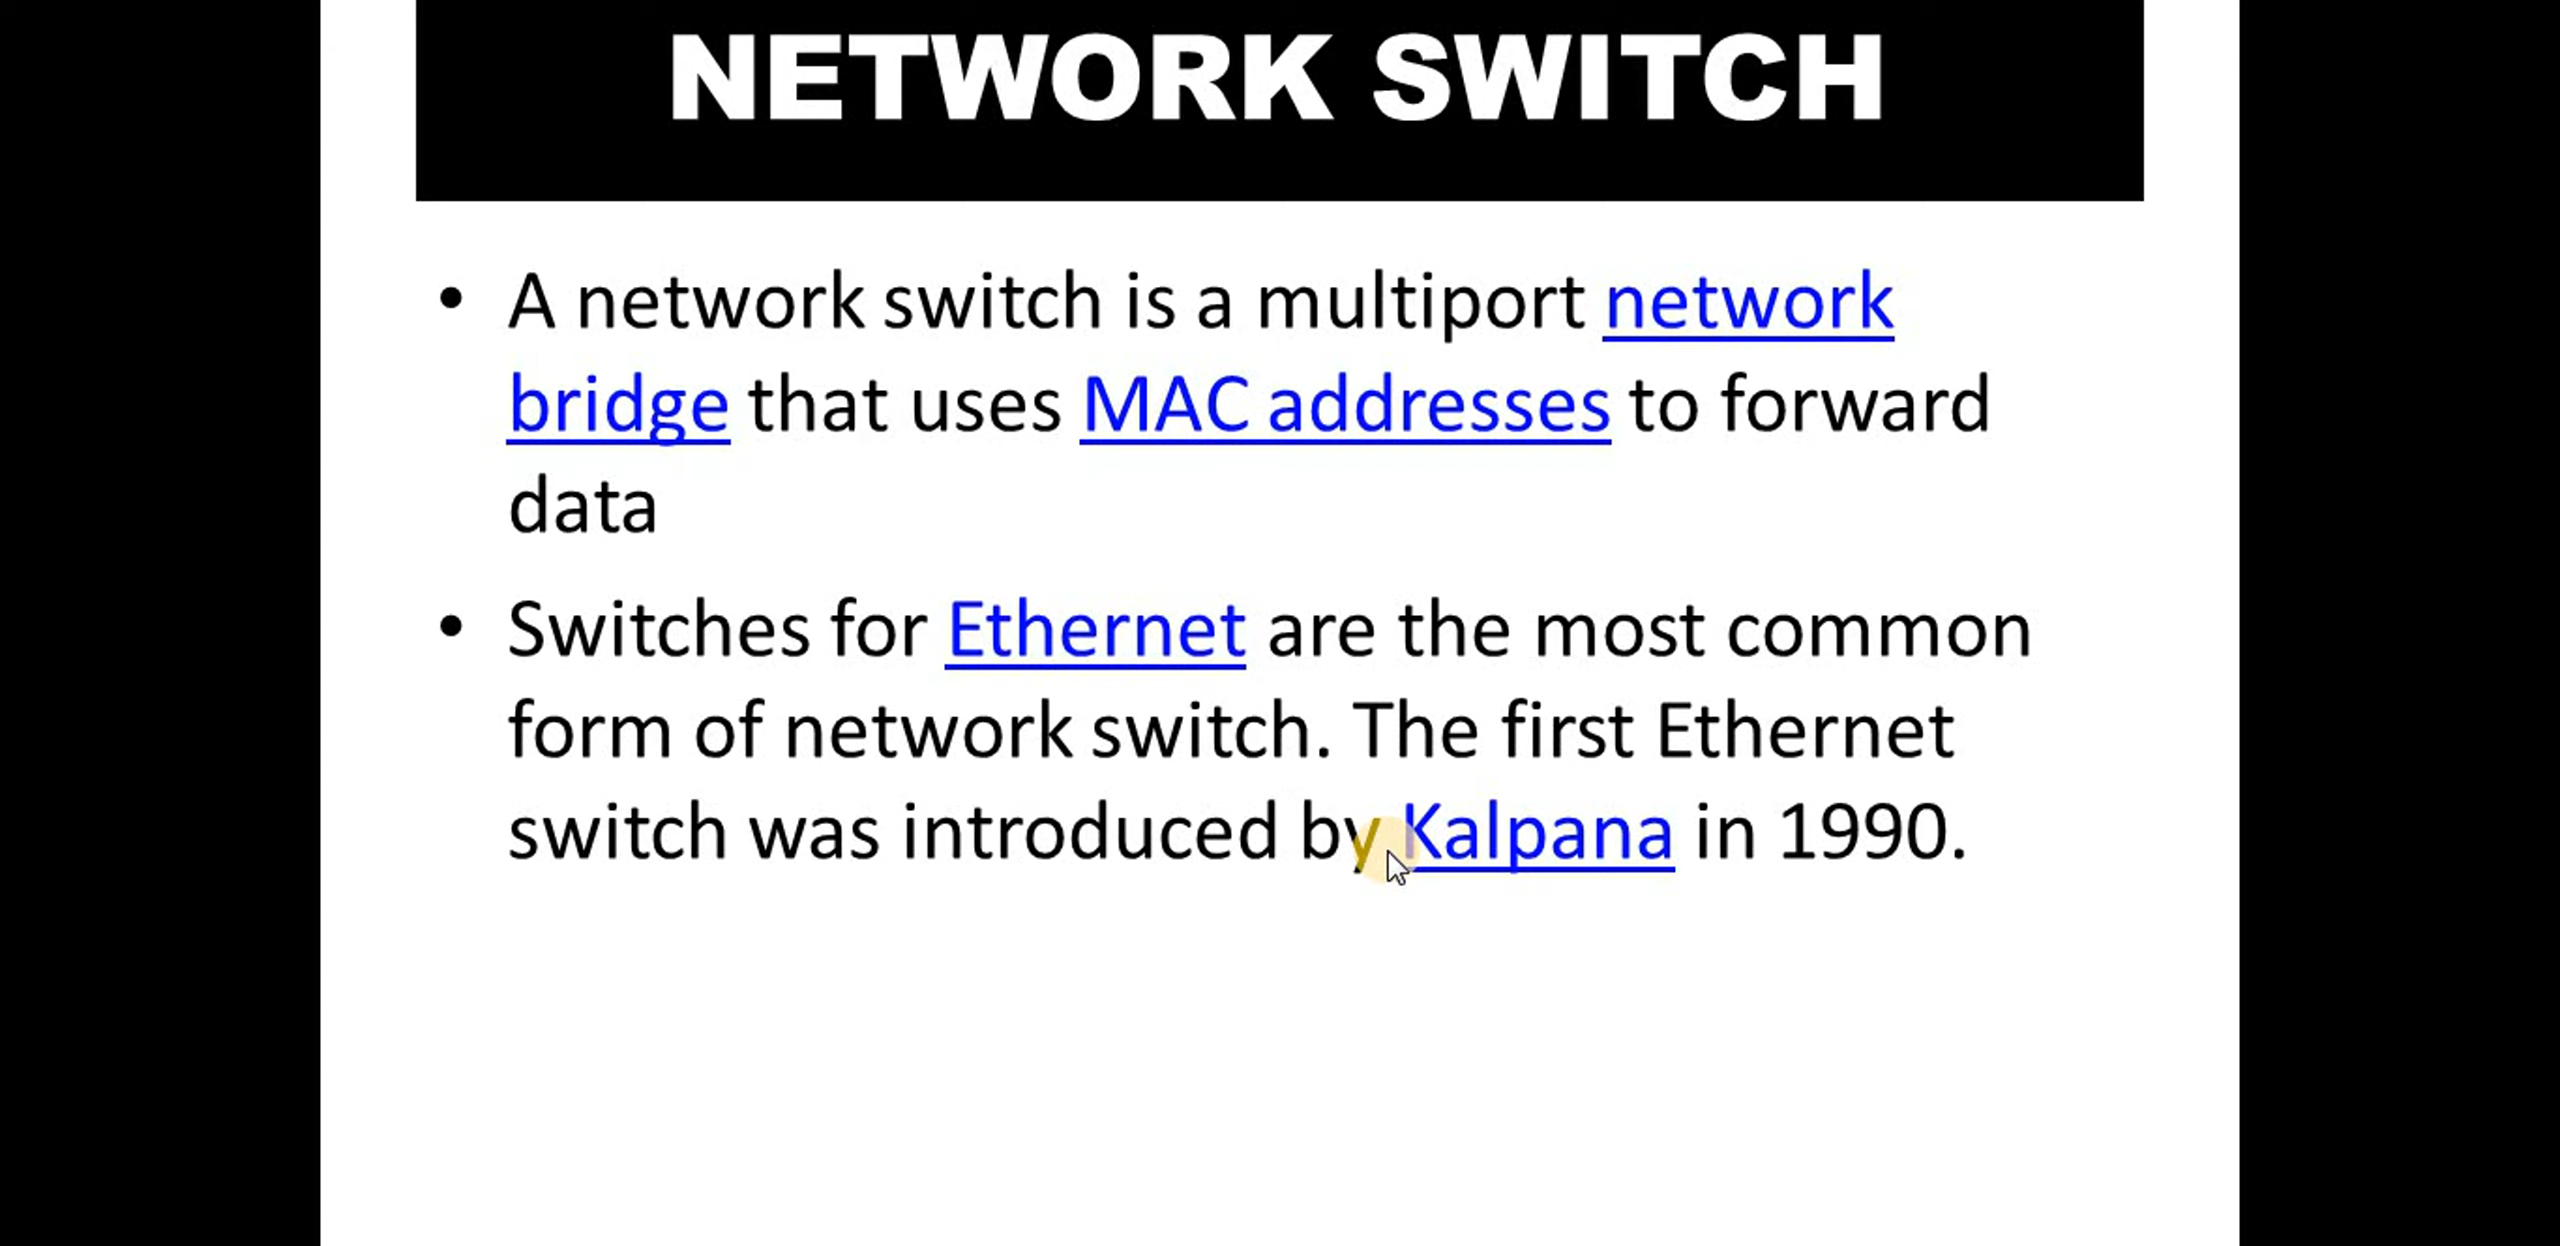 NETWORK SWITCH
• A network switch is a multiport network
bridge that uses MAC addresses to forward
data
• Switches for Ethernet are the most common
form of network switch. The first Ethernet
switch was introduced by Kalpana in 1990.